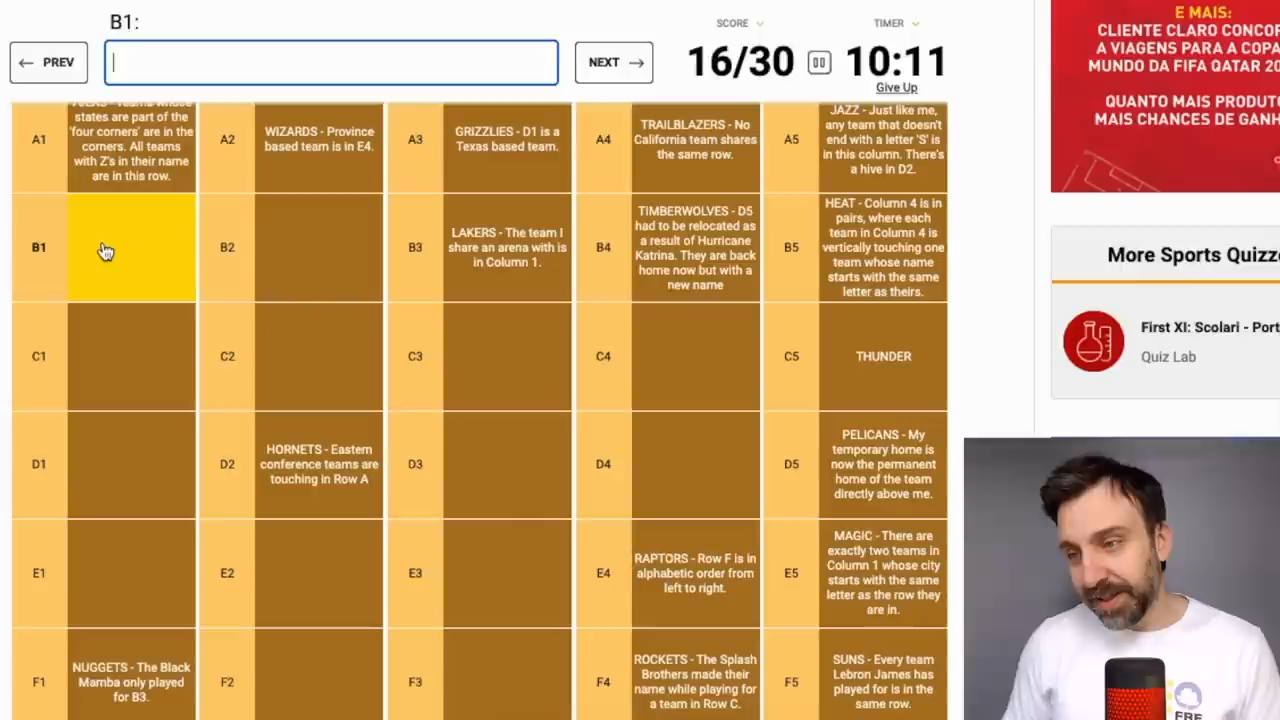 B1:
← PREV
NEXT →
SCORE
16/30
TIMER
10:11
Give Up
E MAIS:
CLIENTE CLARO CONCOR
A VIAGENS PARA A COPA
MUNDO DA FIFA QATAR 20
QUANTO MAIS PRODUTO
MAIS CHANCES DE GANH
A1
states are part of the
'four corners' are in the
corners. All teams
with Z's in their name
are in this row.
A2
WIZARDS - Province
based team is in E4.
A3
GRIZZLIES - D1 is a
Texas based team.
A4
TRAILBLAZERS - No
California team shares
the same row.
A5
JAZZ - Just like me,
any team that doesn't
end with a letter 'S' is
in this column. There's
a hive in D2.
B1
B2
B3
LAKERS - The team I
share an arena with is
in Column 1.
B4
TIMBERWOLVES - D5
had to be relocated as
a result of Hurricane
Katrina. They are back
home now but with a
new name
B5
HEAT - Column 4 is in
pairs, where each
team in Column 4 is
vertically touching one
team whose name
starts with the same
letter as theirs.
C1
C2
C3
C4
C5
THUNDER
D1
D2
HORNETS - Eastern
conference teams are
touching in Row A
D3
D4
D5
PELICANS - My
temporary home is
now the permanent
home of the team
directly above me.
E1
E2
E3
E4
RAPTORS - Row F is in
alphabetic order from
left to right.
E5
MAGIC - There are
exactly two teams in
Column 1 whose city
starts with the same
letter as the row they
are in.
F1
NUGGETS - The Black
Mamba only played
for B3.
F2
F3
F4
ROCKETS - The Splash
Brothers made their
name while playing for
a team in Row C.
F5
SUNS - Every team
Lebron James has
played for is in the
same row.
More Sports Quizze
First XI: Scolari - Port
Quiz Lab
FRE